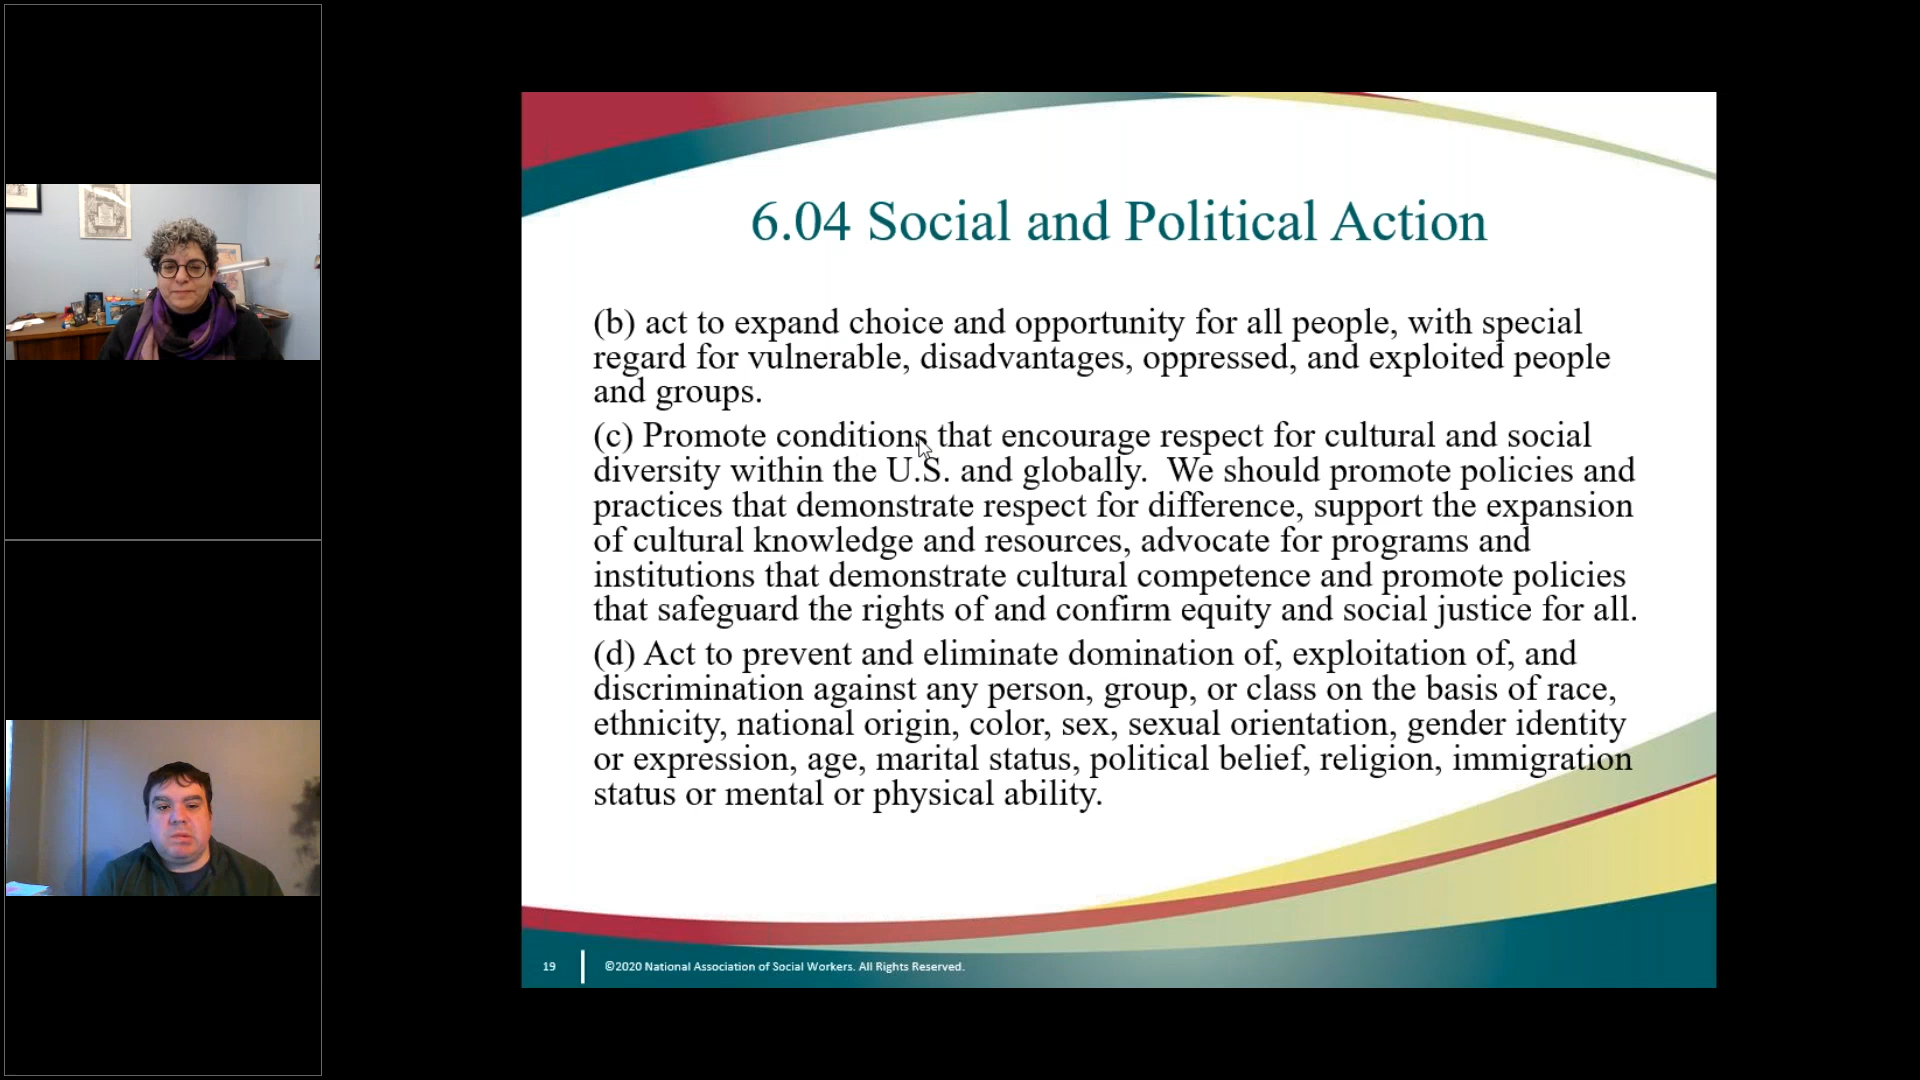 6.04 Social and Political Action
(b) act to expand choice and opportunity for all people, with special
regard for vulnerable, disadvantages, oppressed, and exploited people
and groups.
(c) Promote conditions that encourage respect for cultural and social
diversity within the U.S. and globally.  We should promote policies and
practices that demonstrate respect for difference, support the expansion
of cultural knowledge and resources, advocate for programs and
institutions that demonstrate cultural competence and promote policies
that safeguard the rights of and confirm equity and social justice for all.
(d) Act to prevent and eliminate domination of, exploitation of, and
discrimination against any person, group, or class on the basis of race,
ethnicity, national origin, color, sex, sexual orientation, gender identity
or expression, age, marital status, political belief, religion, immigration
status or mental or physical ability.
19
©2020 National Association of Social Workers. All Rights Reserved.